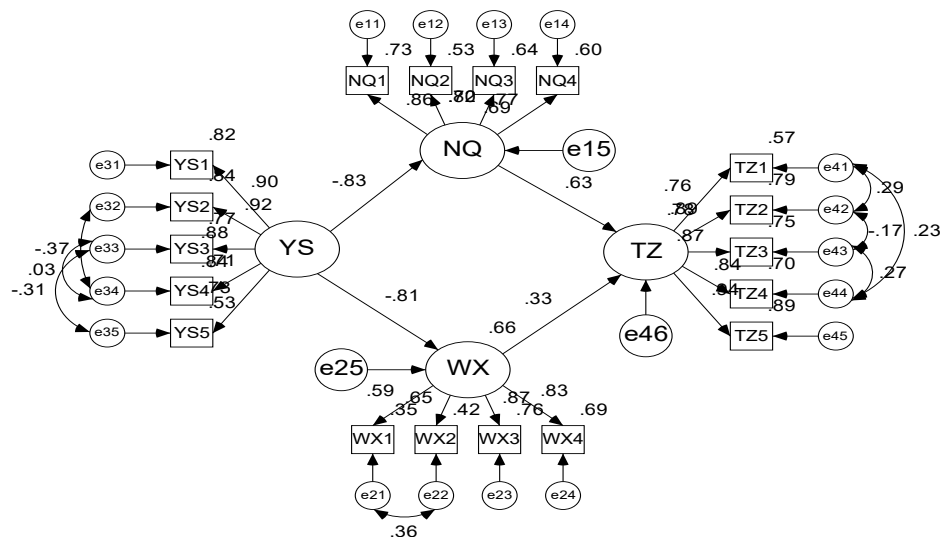 e11 e12 e13 e14
.73 .53 .64 .60
NQ1 NQ2 NQ3 NQ4
.86 .77
.69
NQ
e15
.82
e31 YS1
.84
.90
-.83
.63
.57
TZ1 e41
.76
.79
.29
e32 YS2
.92
.77
TZ2 e42
.75
.88
-.37
e33 YS3
YS
TZ
.87
TZ3 e43
-.17 .23
.03
-.31
.84
e34 YS4
.84
.70
TZ4 e44
.27
.53
-.81
.33
.89
e35 YS5
.66
e46
TZ5 e45
e25
WX
.59 .65 .87 .83
.35 .42 .76 .69
WX1 WX2 WX3 WX4
e21 e22 e23 e24
.36